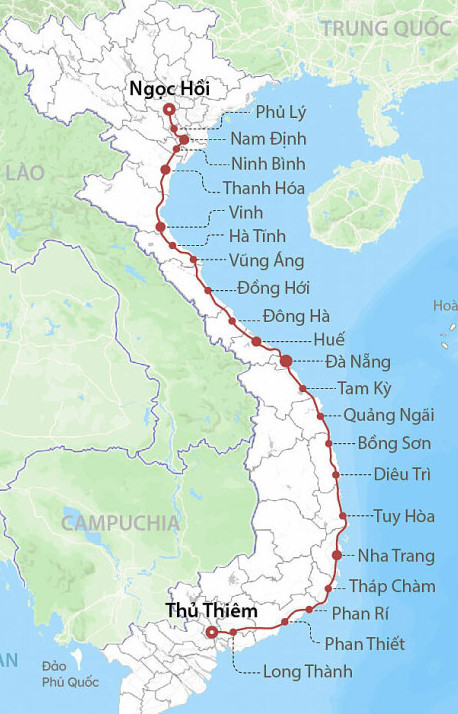 TRUNG QUỐC
Ngọc Hồi
Phủ Lý
Nam Định
Ninh Bình
LÀO
Thanh Hóa
Vinh
Hà Tĩnh
Vũng Áng
Đồng Hới
Hoà
Đông Hà
Huế
Đà Nẵng
Tam Kỳ
Quảng Ngãi
Bồng Sơn
Diêu Trì
CAMPUCHIA
Tuy Hòa
Nha Trang
Tháp Chàm
Thủ Thiêm
Phan Rí
Phan Thiết
AN
Đảo
Phú Quốc
Long Thành